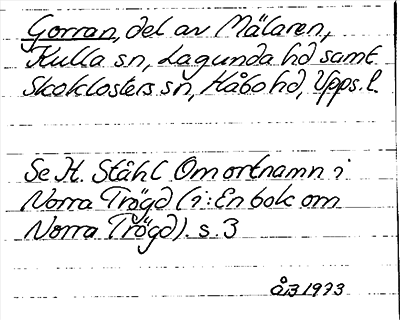 Gorran, del av Mälaren,
Kulla sn, Lagunda hd samt
Skoklosters sn, Håbo hd, Upps. l.
Se H. Ståhl Om ortnamn i
Norra Trögd (i: En bok om
Norra Trögd). s. 3
ÅB 1973